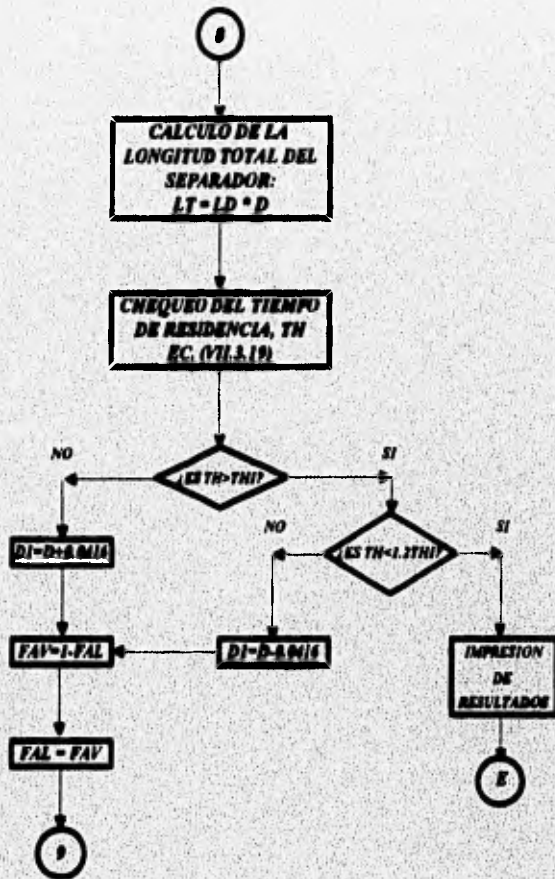 8
CALCULO DE LA
LONGITUD TOTAL DEL
SEPARADOR:
LT = LD * D
CHEQUEO DEL TIEMPO
DE RESIDENCIA, TH
EC. (VII.3.19)
NO
¿ES TH>THI?
SI
NO
¿ES TH<1.2THI?
SI
FAV=1-FAL
IMPRESION
DE
RESULTADOS
FAL = FAV
E
9